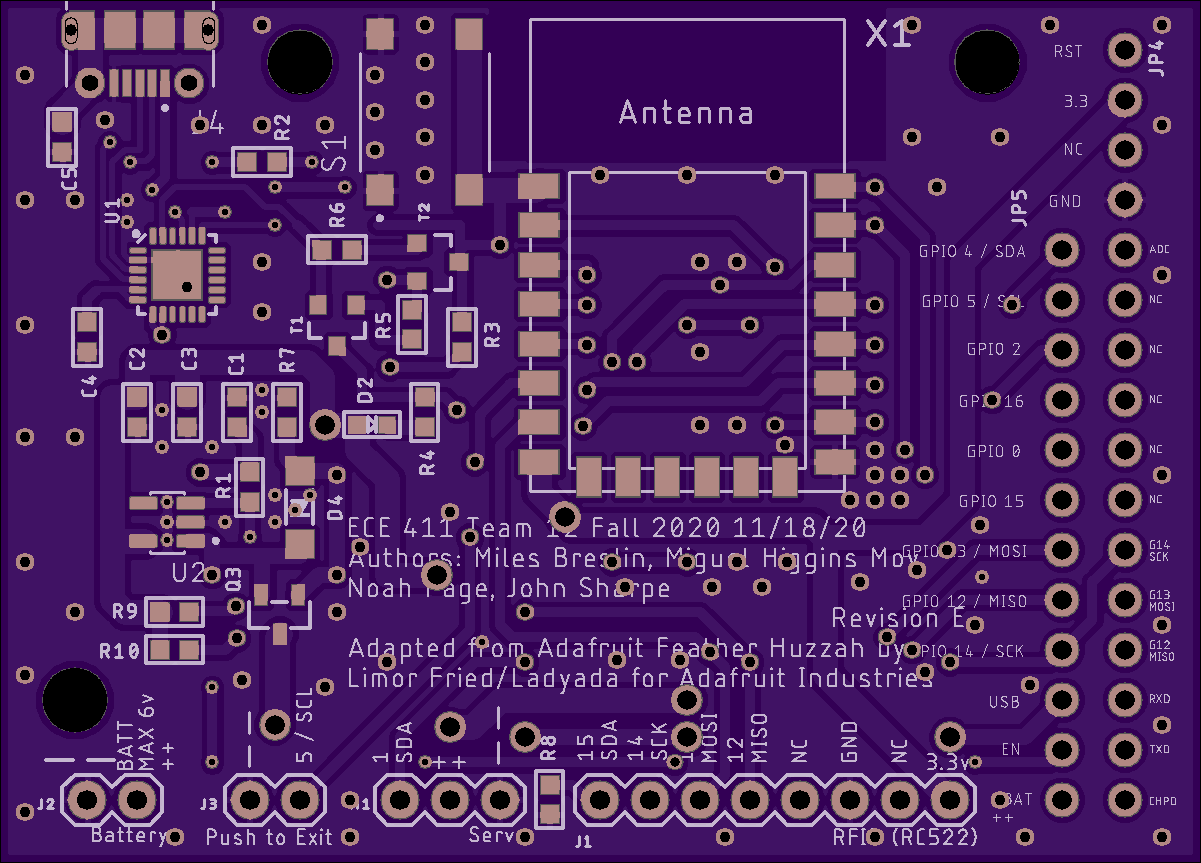 X1
RST
JP4
Antenna
3.3
R2
S1
NC
C5
U1
R6
T2
JP5
GND
GPIO 4 / SDA
ADC
GPIO 5 / SCL
NC
T1
R5
R3
GPIO 2
NC
C2
C3
C1
R7
C4
D2
GPIO 16
NC
R4
GPIO 0
NC
R1
D4
GPIO 15
NC
ECE 411 Team 12 Fall 2020 11/18/20
Authors: Miles Breslin, Miguel Higgins Moy
Noah Page, John Sharpe
GPIO 13 / MOSI
G14
SCK
U2
Q3
R9
GPIO 12 / MISO
G13
MOSI
Revision E
R10
Adapted from Adafruit Feather Huzzah by
Limor Fried/Ladyada for Adafruit Industries
GPIO 14 / SCK
G12
MISO
USB
RXD
BATT
MAX 6v
++
5 / SCL
1
SDA
++
R8
15
SDA
14
SCK
MOSI
12
MISO
NC
GND
NC
3.3v
EN
TXD
J2
J3
BAT
++
CHPD
Battery
Push to Exit
J1
RFID (RC522)